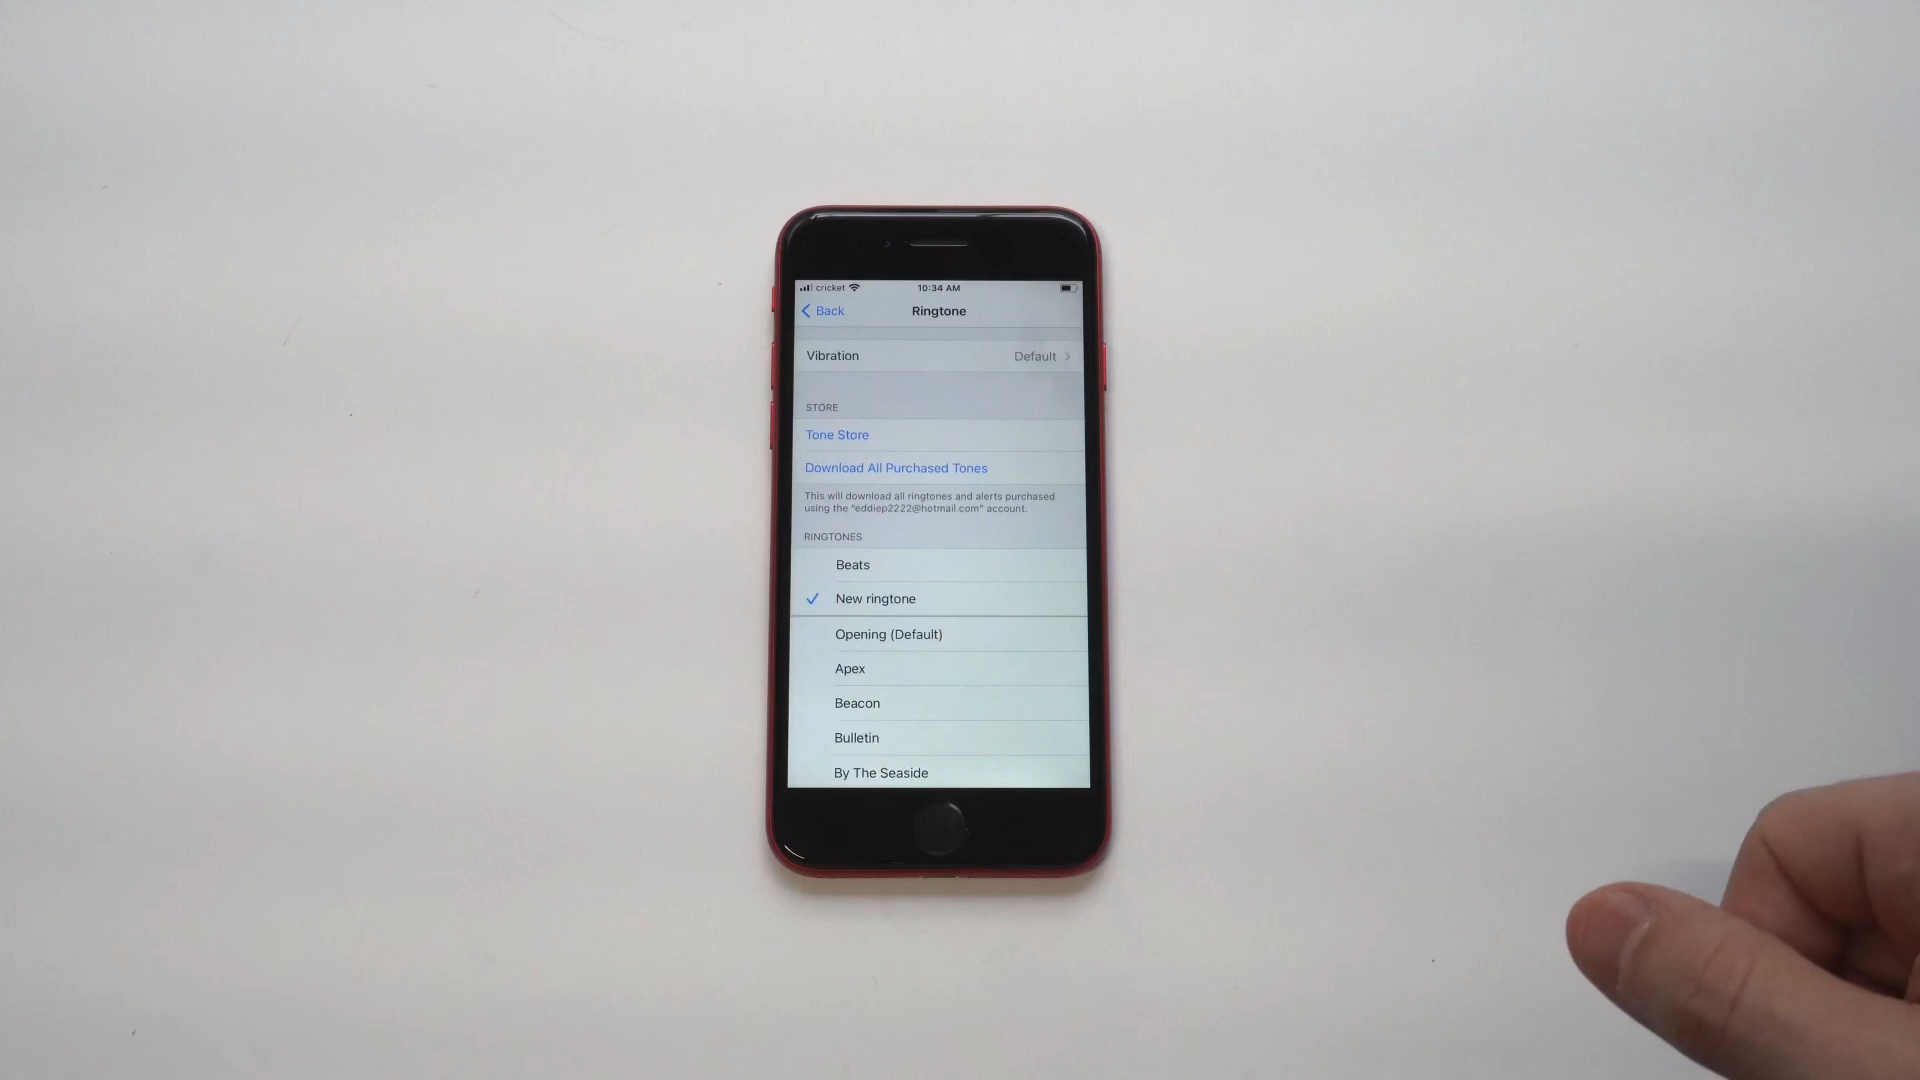 cricket 10:34 AM
Back Ringtone
Vibration Default
STORE
Tone Store
Download All Purchased Tones
This will download all ringtones and alerts purchased
using the "eddiep2222@hotmail.com" account.
RINGTONES
Beats
New ringtone
Opening (Default)
Apex
Beacon
Bulletin
By The Seaside